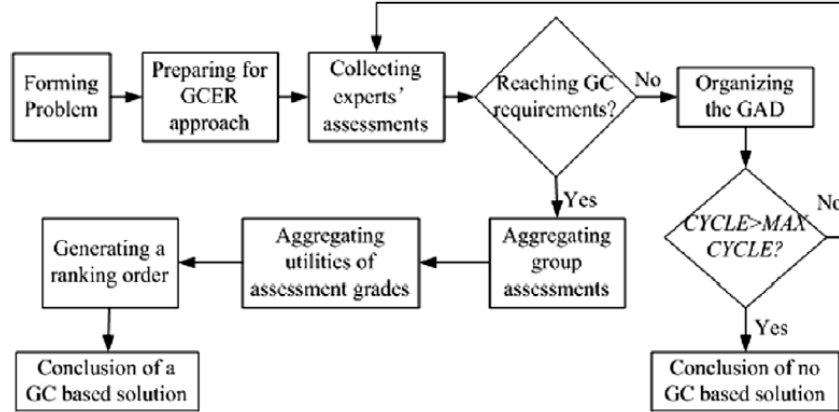 Forming
Problem
Preparing for
GCER
approach
Collecting
experts'
assessments
Reaching GC
requirements?
No
Organizing
the GAD
Yes
CYCLE>MAX
CYCLE?
No
Generating a
ranking order
Aggregating
utilities of
assessment grades
Aggregating
group
assessments
Yes
Conclusion of a
GC based solution
Conclusion of no
GC based solution